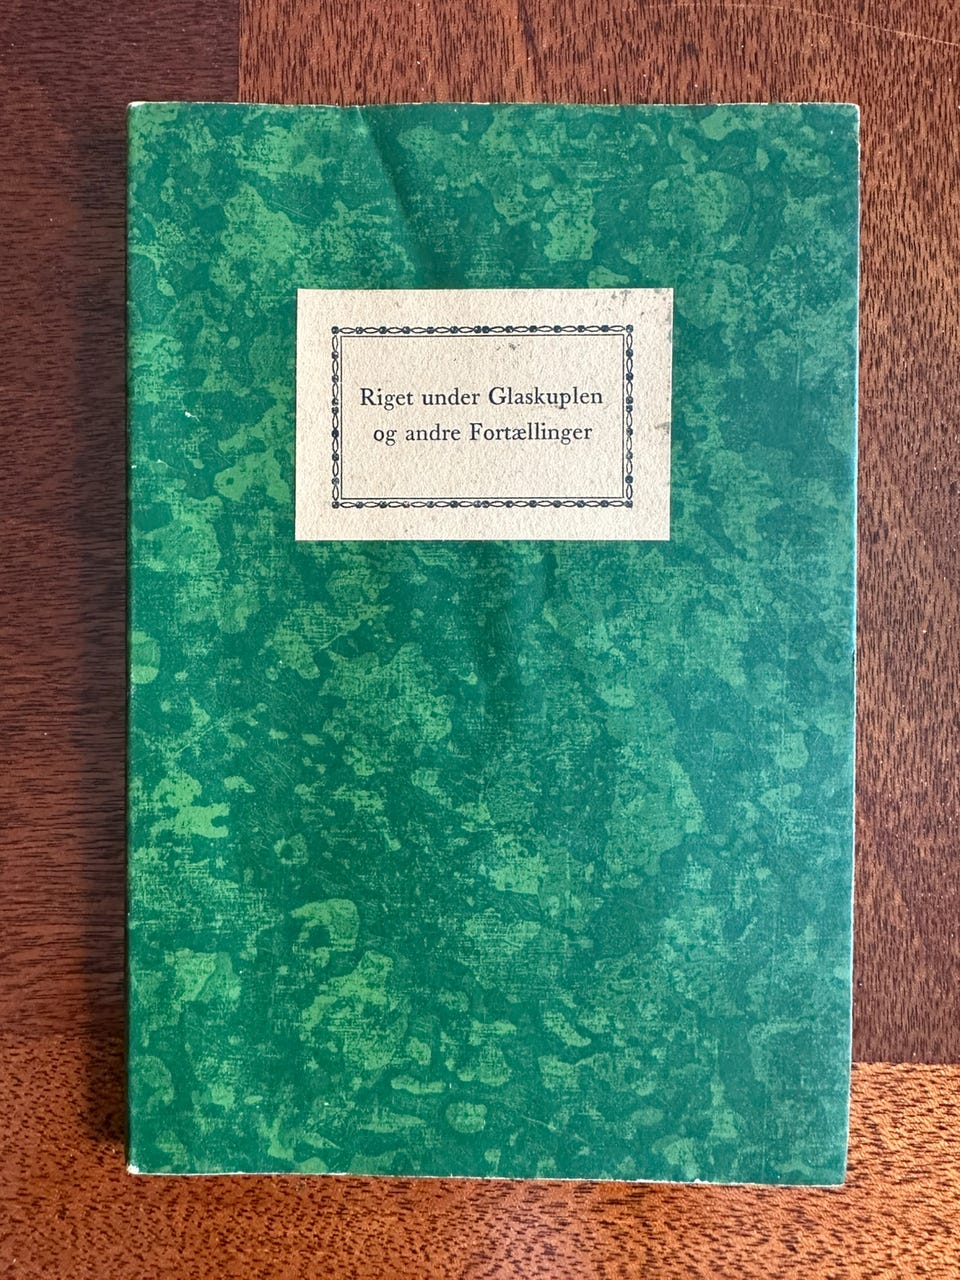 Riget under Glaskuplen
og andre Fortællinger